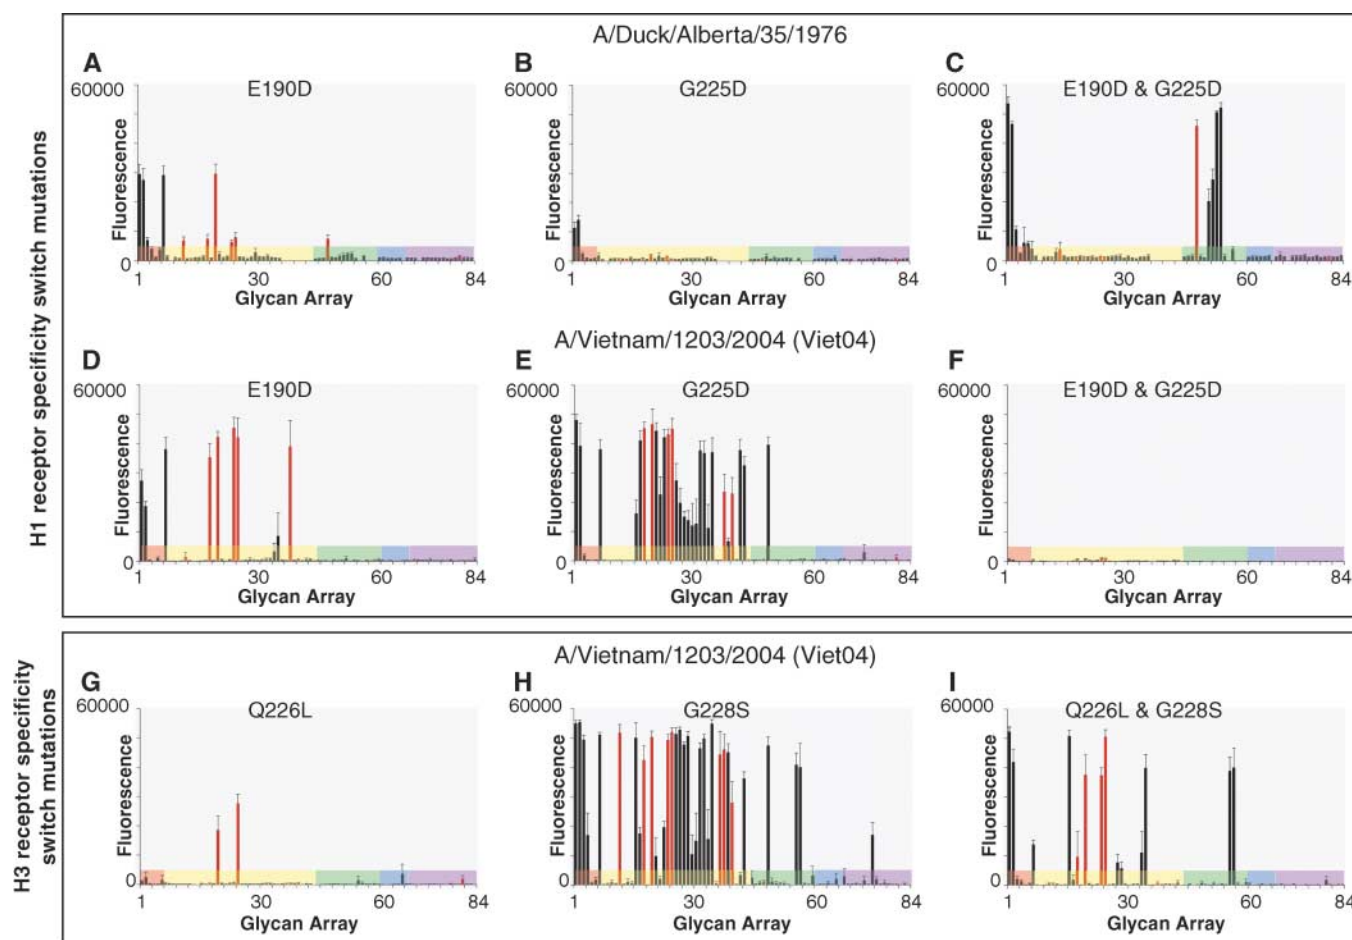 H1 receptor specificity switch mutations
A/Duck/Alberta/35/1976
A
E190D
60000
Fluorescence
0
1
30
60
84
Glycan Array
B
G225D
60000
Fluorescence
0
1
30
60
84
Glycan Array
C
E190D & G225D
60000
Fluorescence
0
1
30
60
84
Glycan Array
A/Vietnam/1203/2004 (Viet04)
D
E190D
60000
Fluorescence
0
1
30
60
84
Glycan Array
E
G225D
60000
Fluorescence
0
1
30
60
84
Glycan Array
F
E190D & G225D
60000
Fluorescence
0
1
30
60
84
Glycan Array
H3 receptor specificity
switch mutations
A/Vietnam/1203/2004 (Viet04)
G
Q226L
60000
Fluorescence
0
1
30
60
84
Glycan Array
H
G228S
60000
Fluorescence
0
1
30
60
84
Glycan Array
I
Q226L & G228S
60000
Fluorescence
0
1
30
60
84
Glycan Array